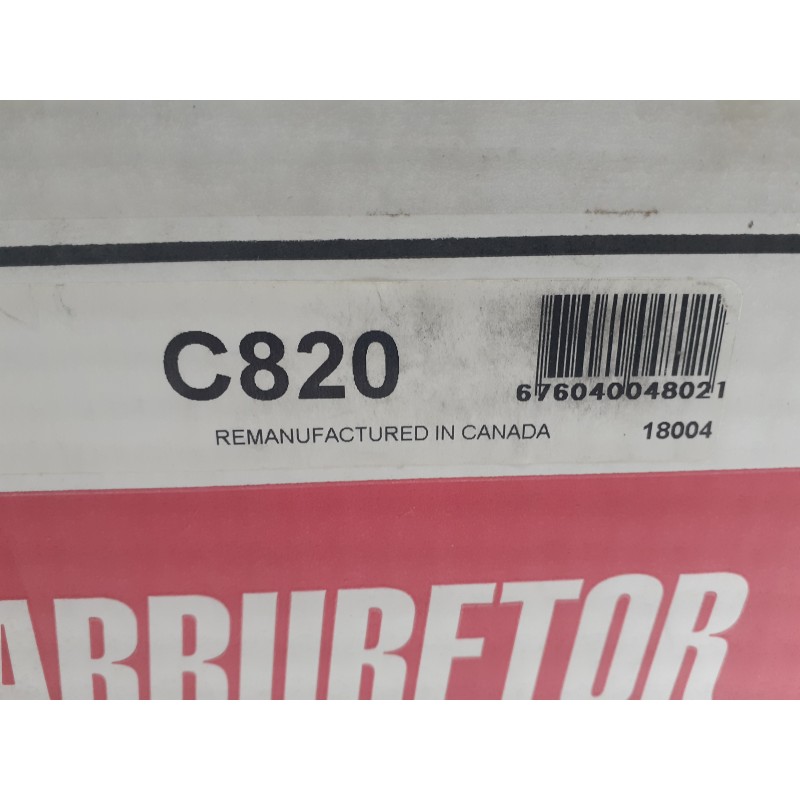 C820
676040048021
REMANUFACTURED IN CANADA 18004
ARBURETOR